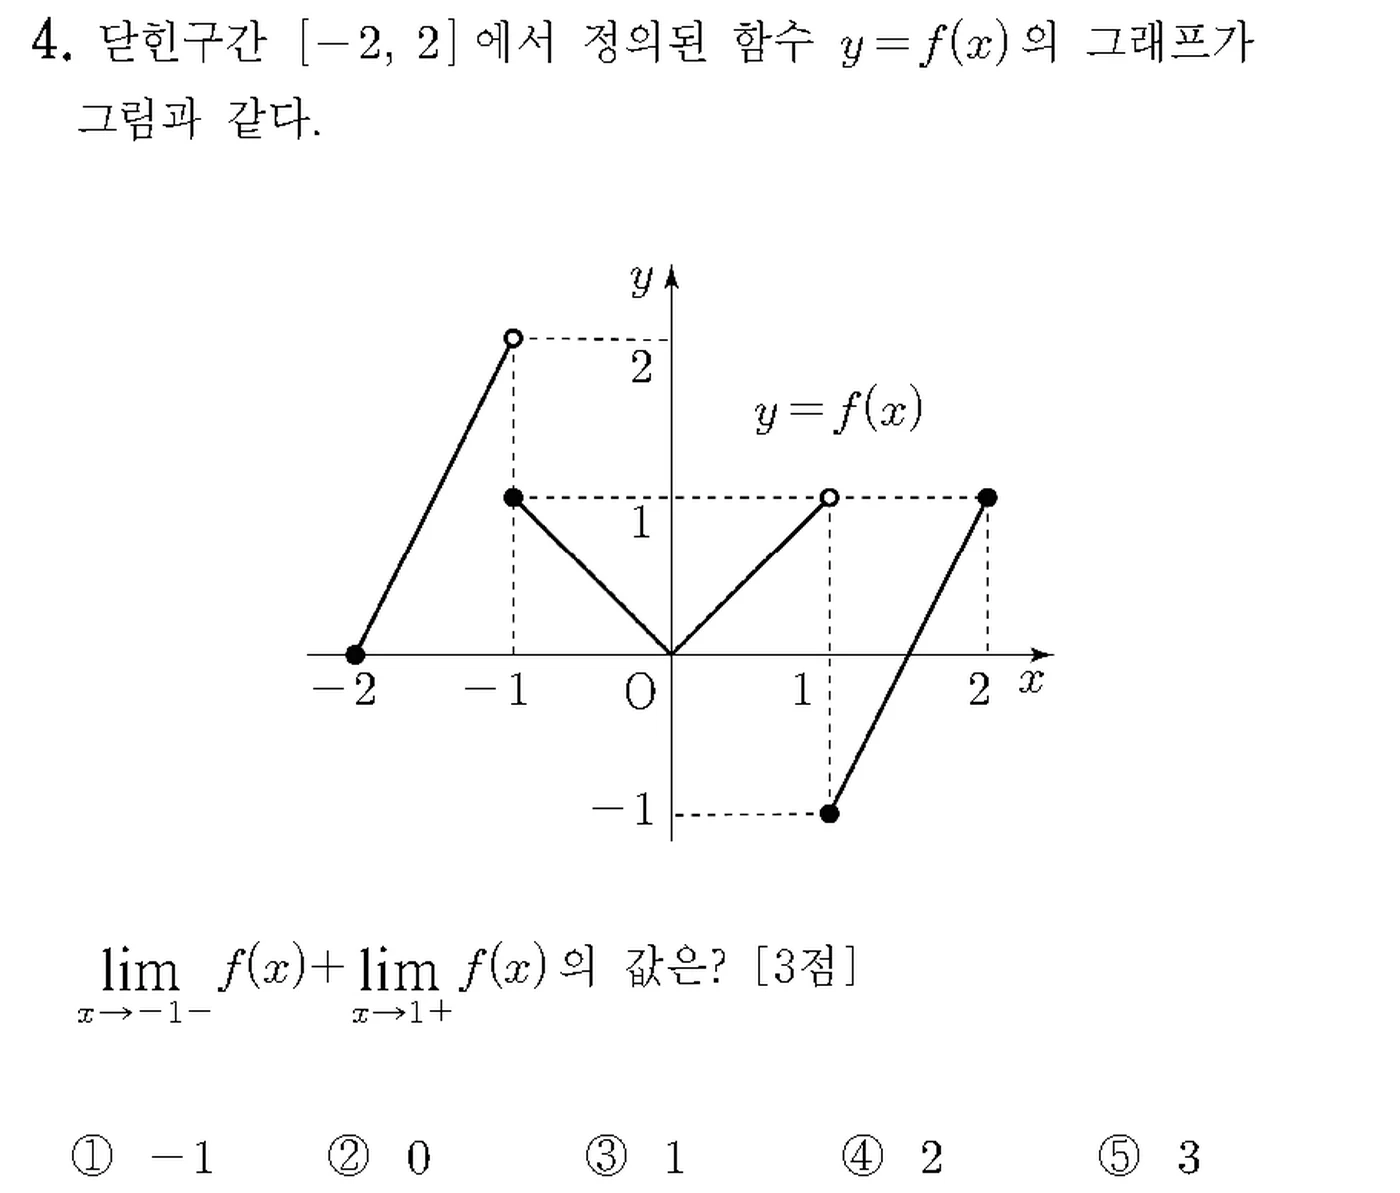 4. 닫힌구간 [−2, 2]에서 정의된 함수 y=f(x)의 그래프가
그림과 같다.
y
2
y=f(x)
1
−2 −1 O 1 2 x
−1
lim f(x)+lim f(x)의 값은? [3점]
x→−1− x→1+
① −1 ② 0 ③ 1 ④ 2 ⑤ 3